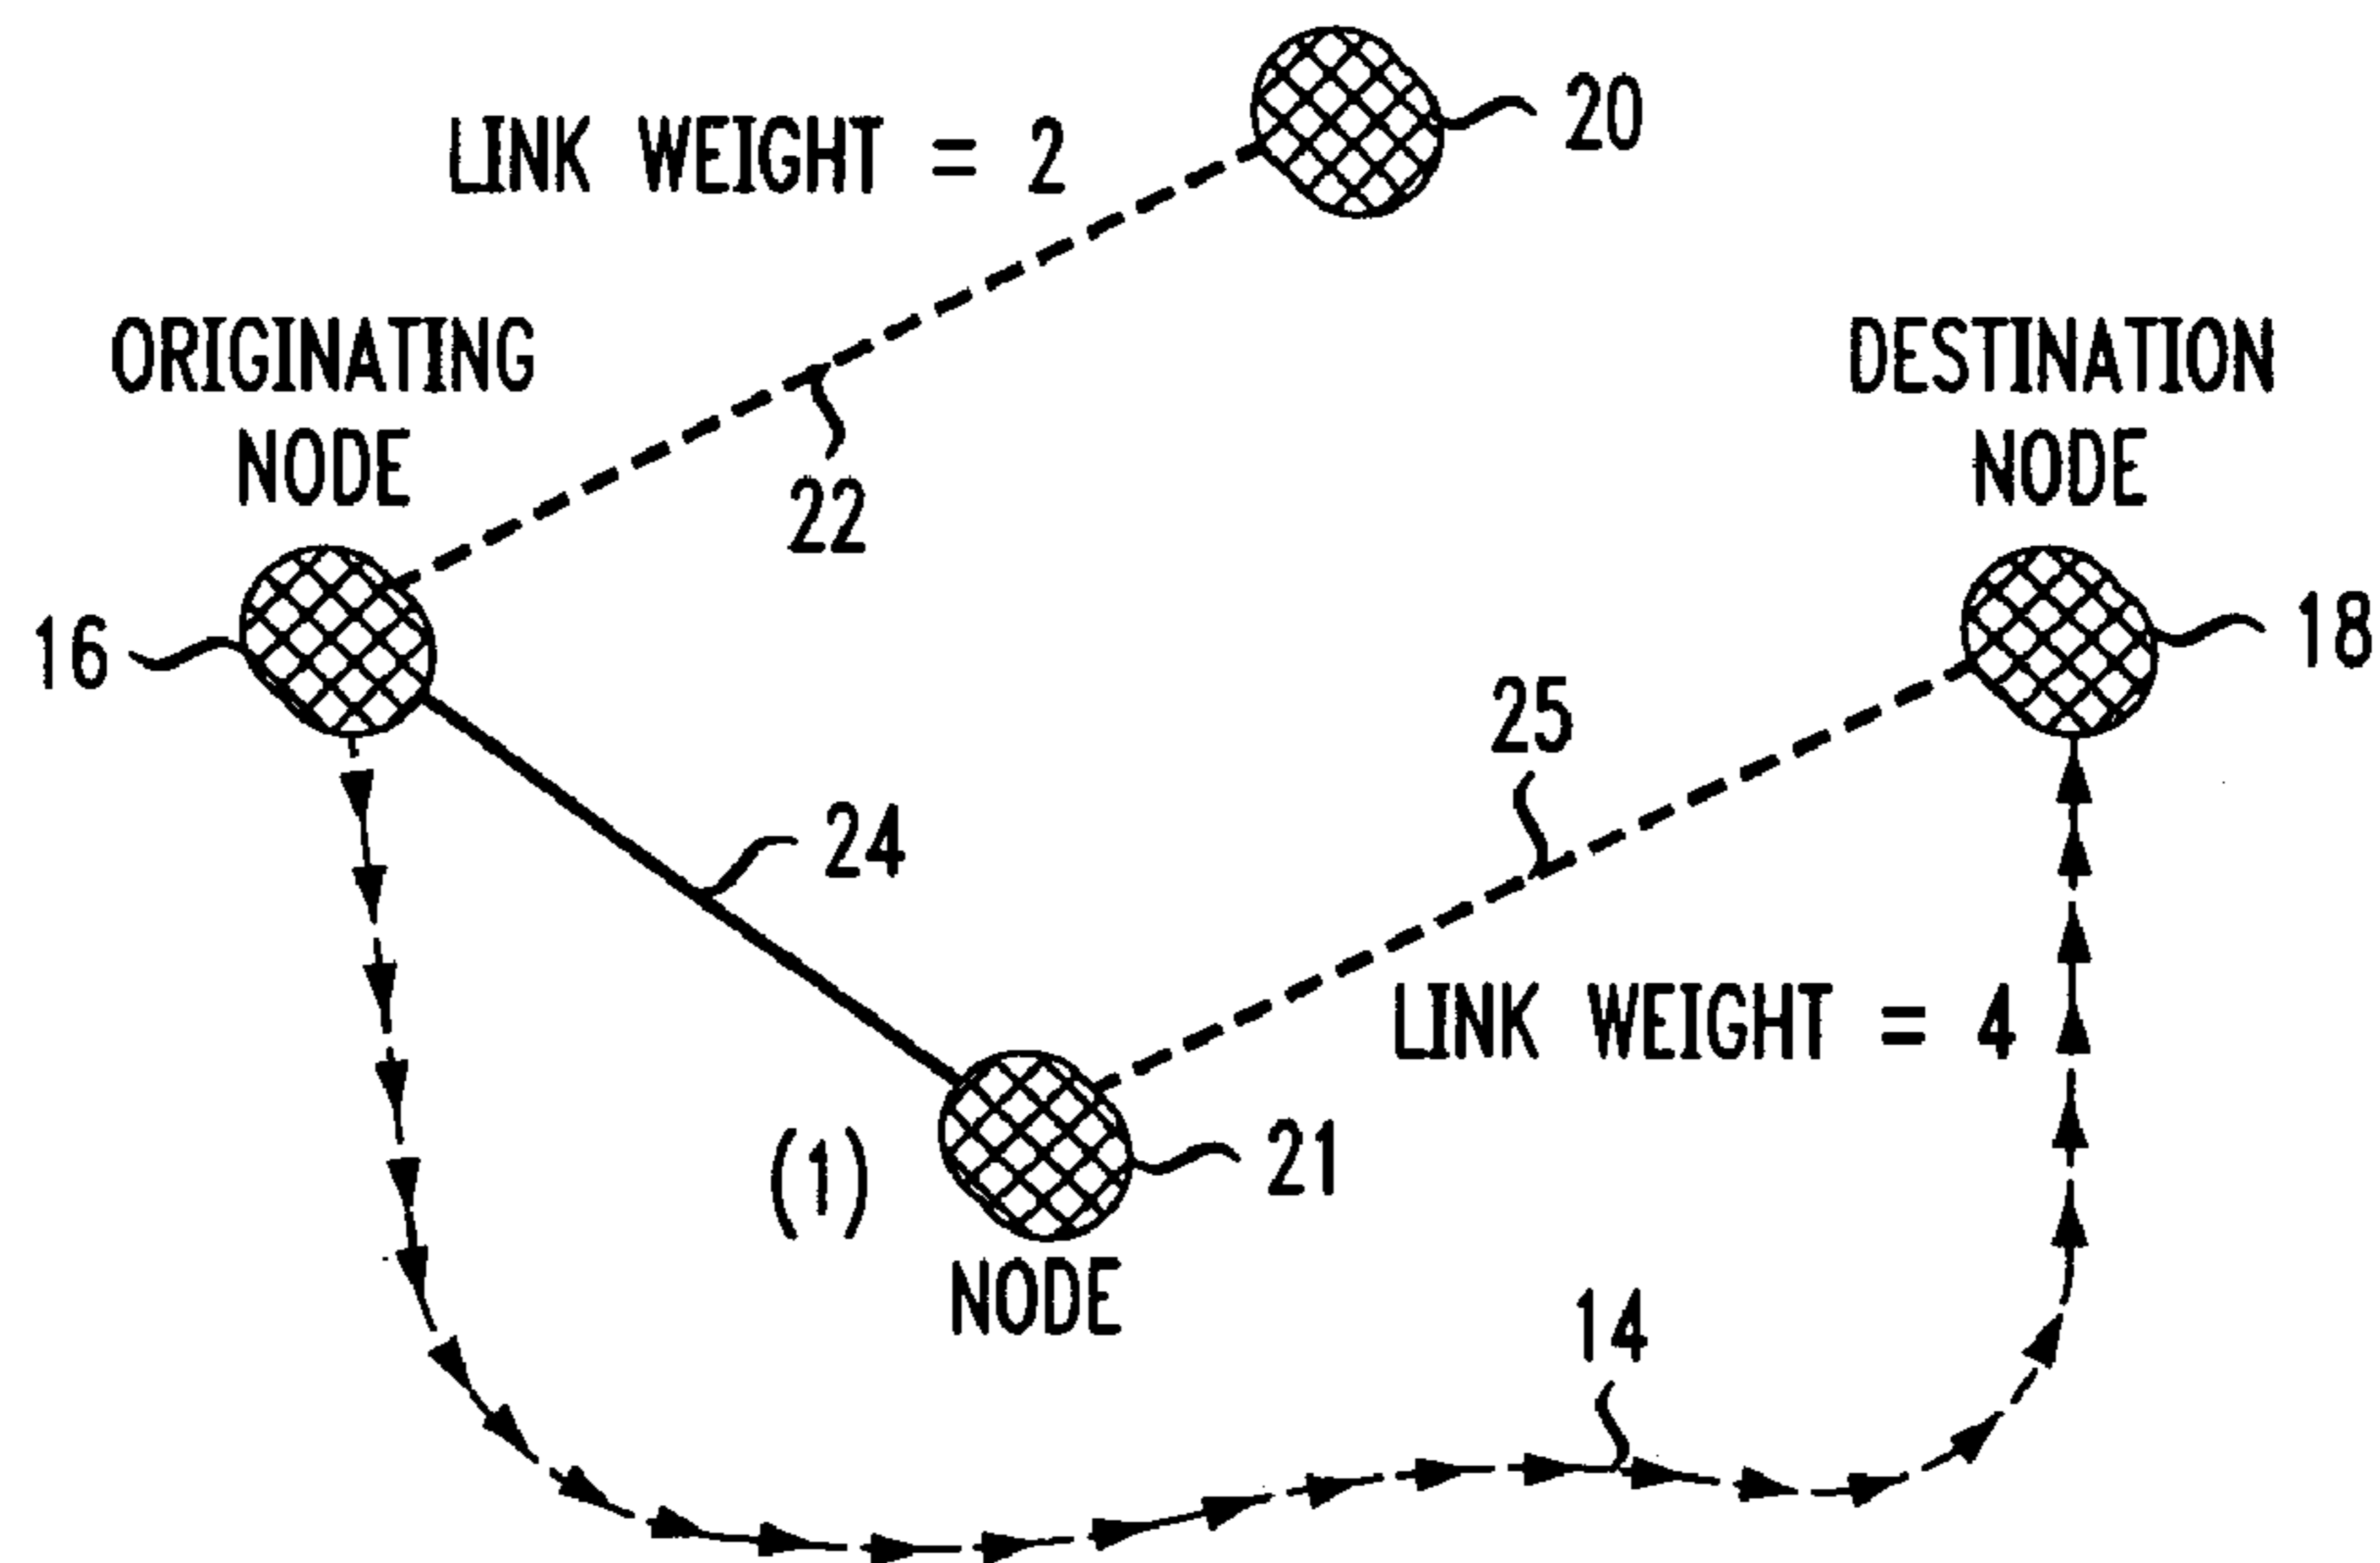 20
LINK WEIGHT = 2
ORIGINATING
NODE
DESTINATION
NODE
22
16
18
25
24
LINK WEIGHT = 4
(1)
21
NODE
14